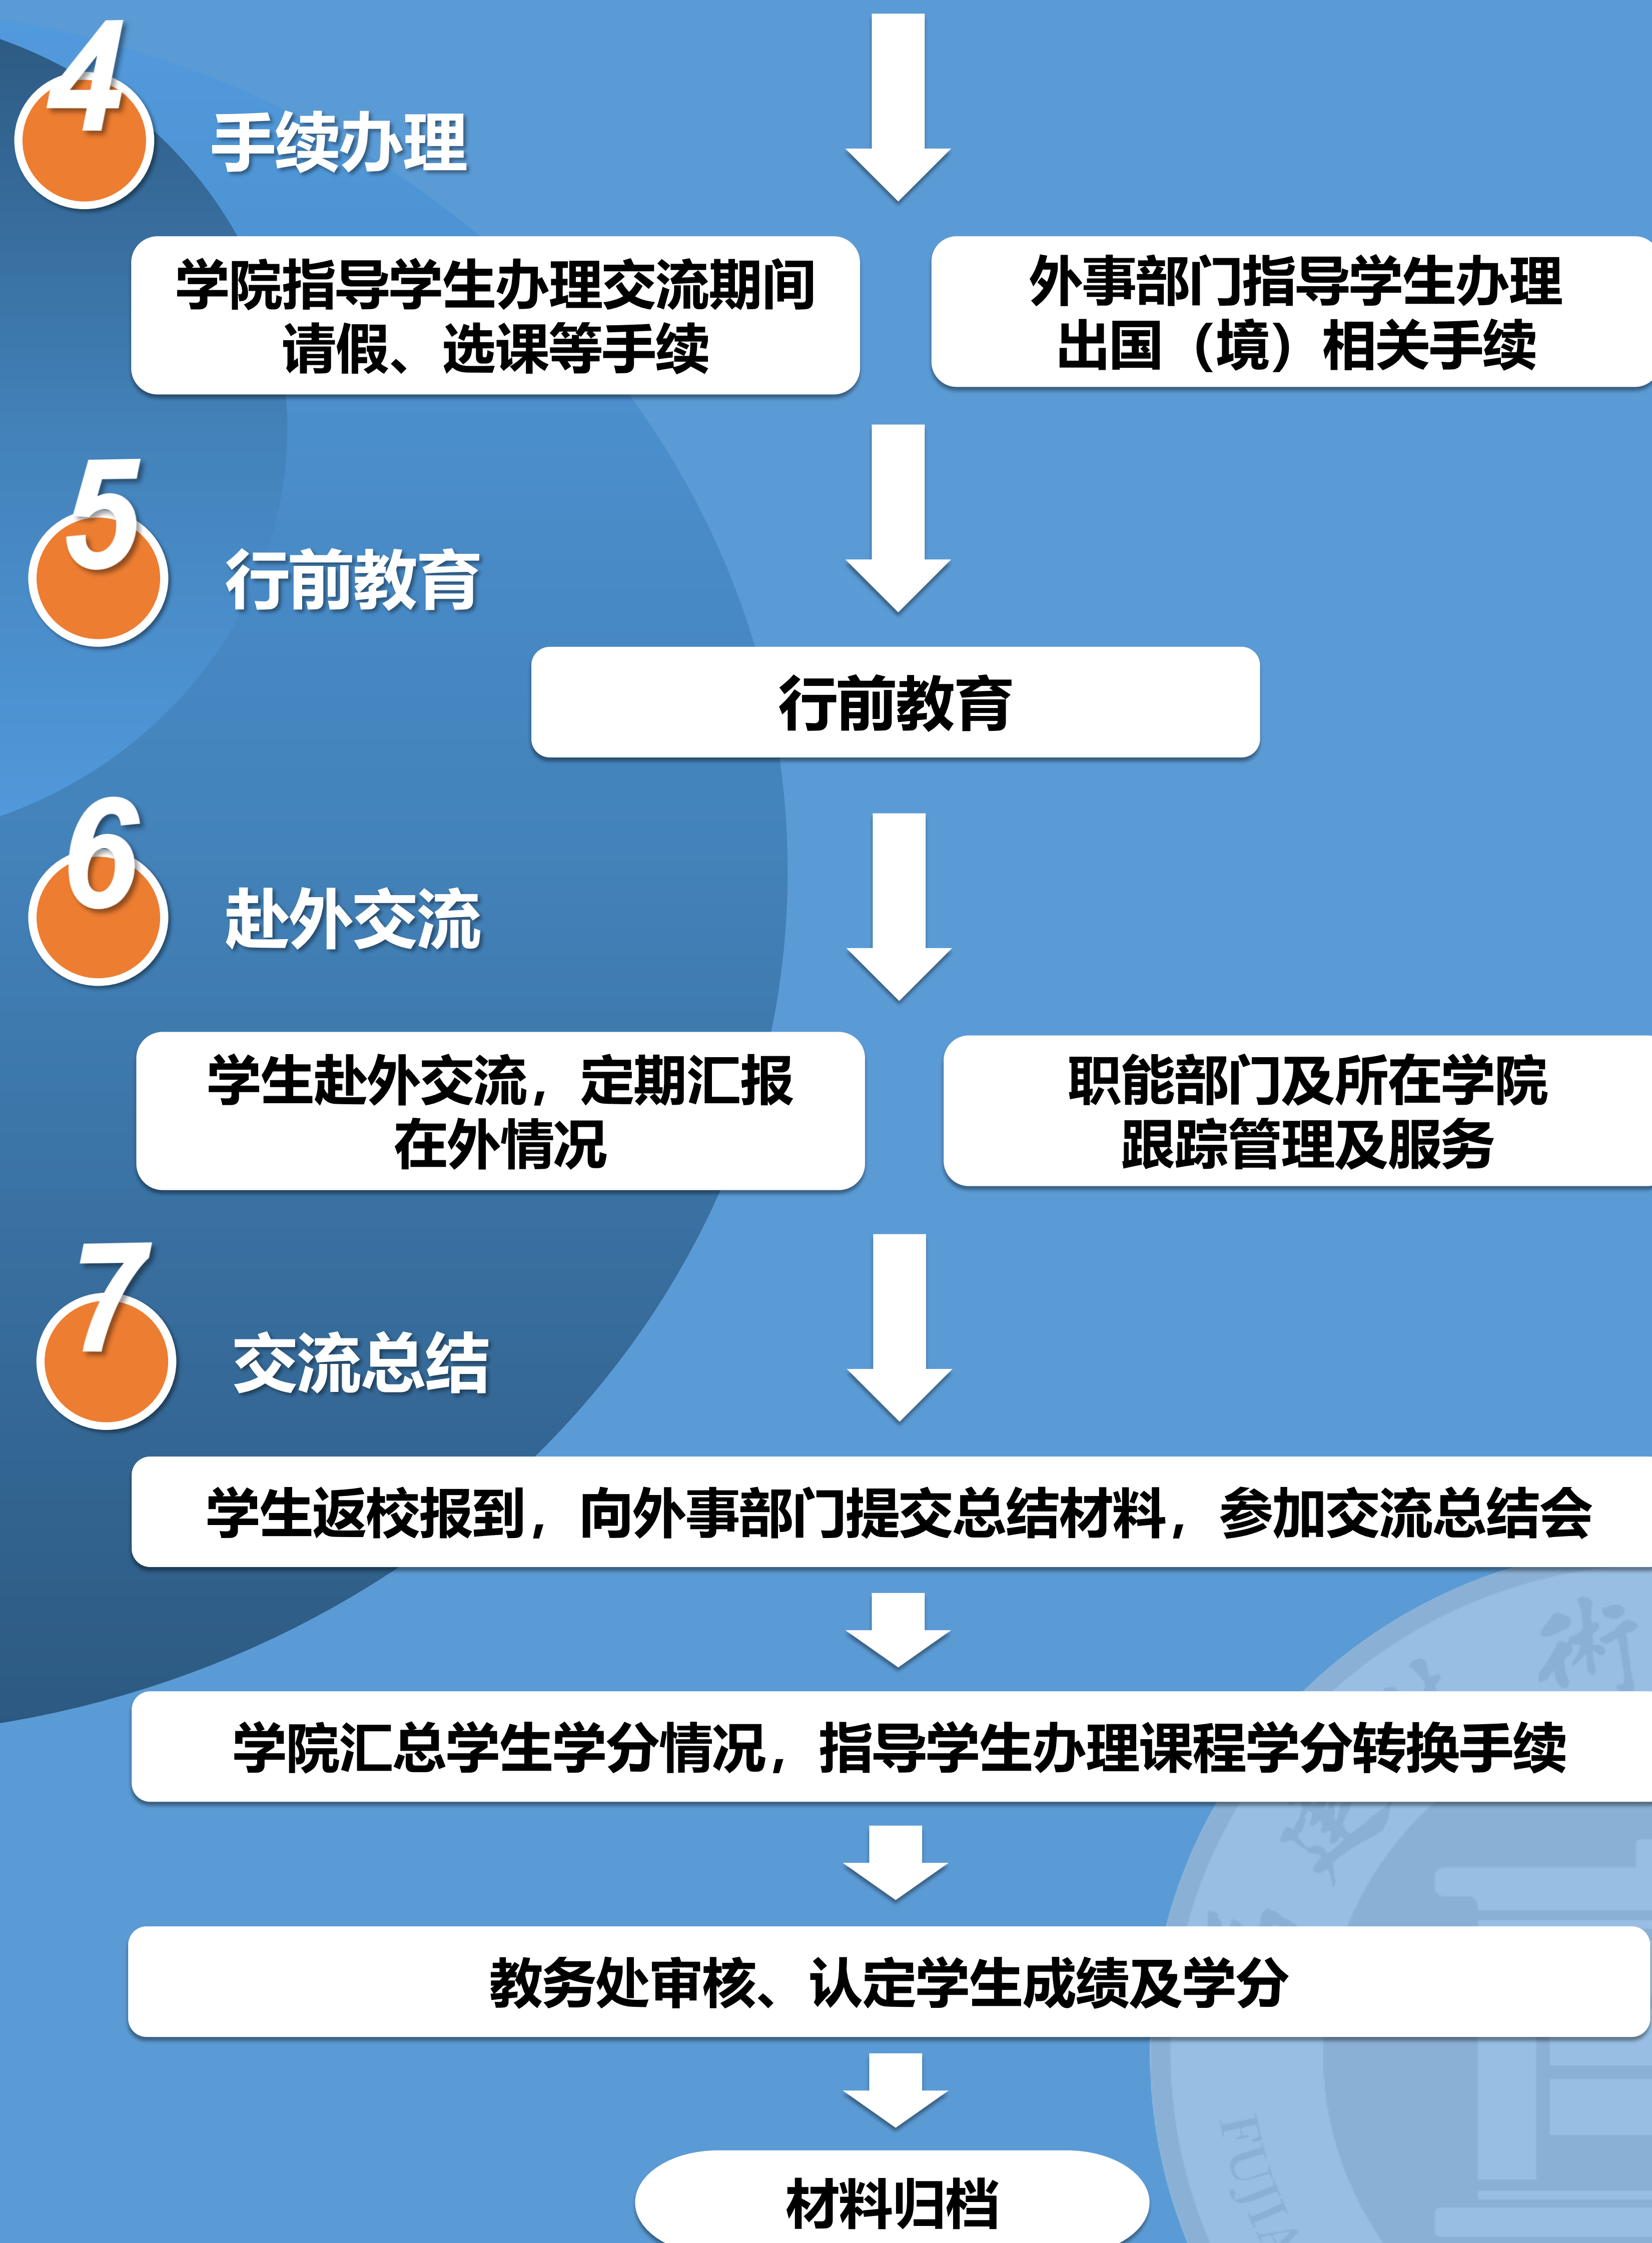 4
手续办理
学院指导学生办理交流期间
请假、选课等手续
外事部门指导学生办理
出国（境）相关手续
5
行前教育
行前教育
6
赴外交流
学生赴外交流，定期汇报
在外情况
职能部门及所在学院
跟踪管理及服务
7
交流总结
学生返校报到，向外事部门提交总结材料，参加交流总结会
術
学院汇总学生学分情况，指导学生办理课程学分转换手续
建
教务处审核、认定学生成绩及学分
FUJIA
材料归档